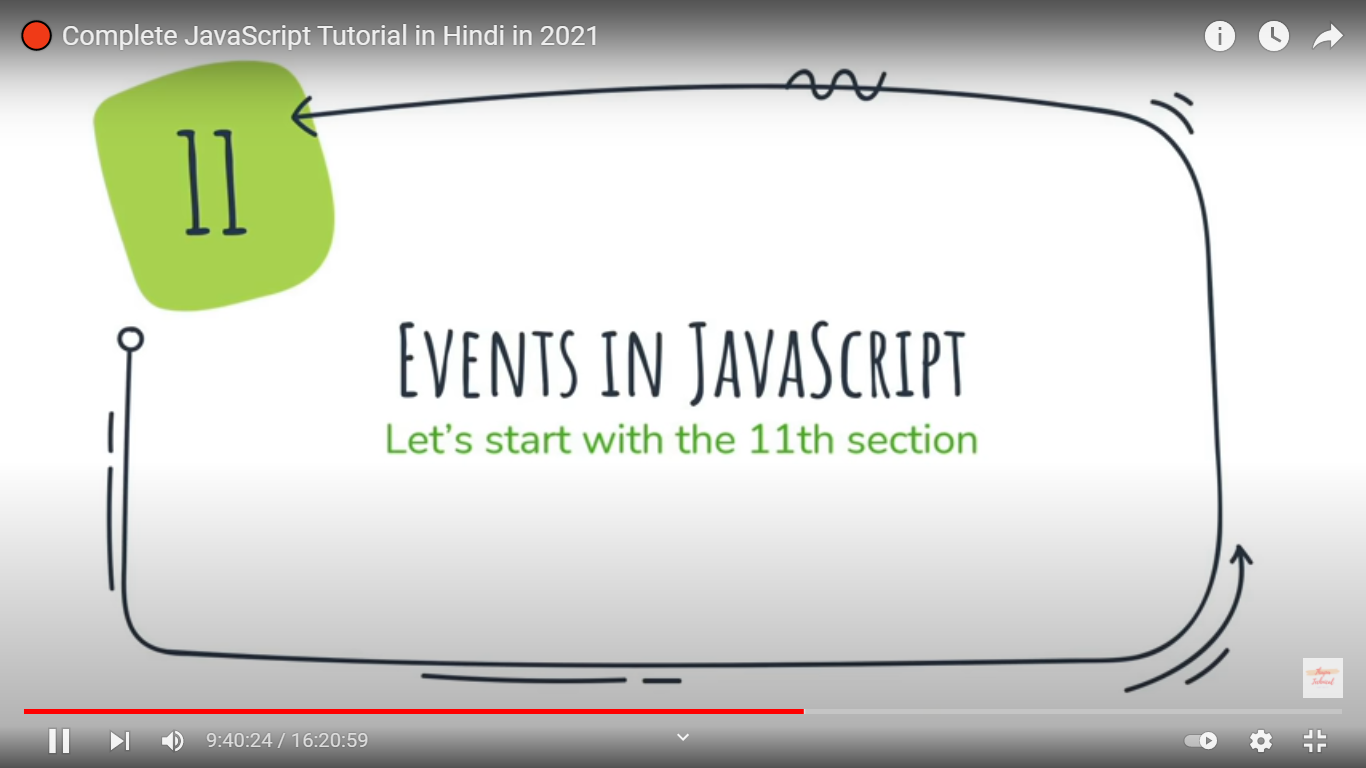 Complete JavaScript Tutorial in Hindi in 2021
11
EVENTS IN JAVASCRIPT
Let's start with the 11th section
9:40:24 / 16:20:59